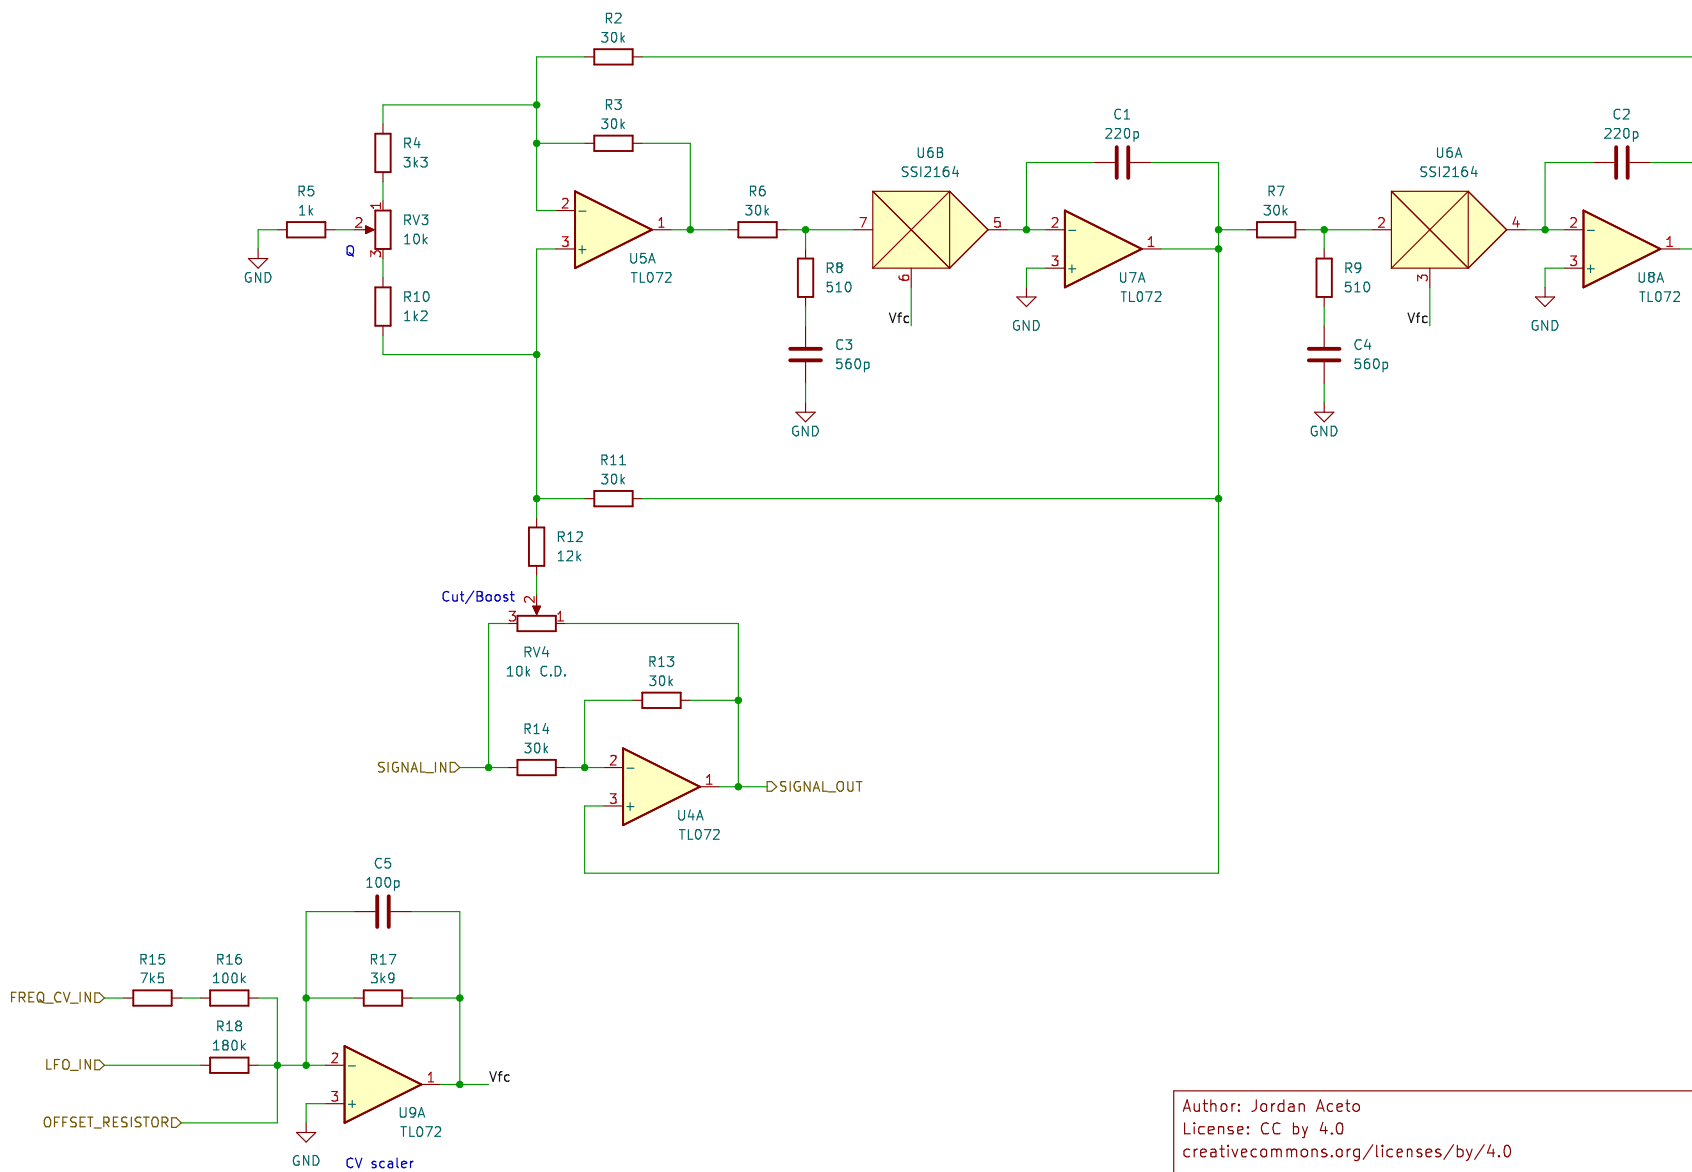 R2
30k
R3
30k
C1
220p
C2
220p
R4
3k3
U6B
SSI2164
U6A
SSI2164
R5
1k
1
2
RV3
10k
3
Q
GND
2
3
1
U5A
TL072
R6
30k
7
5
6
Vfc
2
3
1
U7A
TL072
GND
R7
30k
2
4
3
Vfc
2
3
1
U8A
TL072
GND
R8
510
R9
510
R10
1k2
C3
560p
GND
C4
560p
GND
R11
30k
R12
12k
Cut/Boost
2
3
1
RV4
10k C.D.
R13
30k
R14
30k
SIGNAL_IN
2
3
1
SIGNAL_OUT
U4A
TL072
C5
100p
R15
7k5
R16
100k
R17
3k9
FREQ_CV_IN
R18
180k
LFO_IN
2
3
1
Vfc
OFFSET_RESISTOR
U9A
TL072
GND
CV scaler
Author: Jordan Aceto
License: CC by 4.0
creativecommons.org/licenses/by/4.0